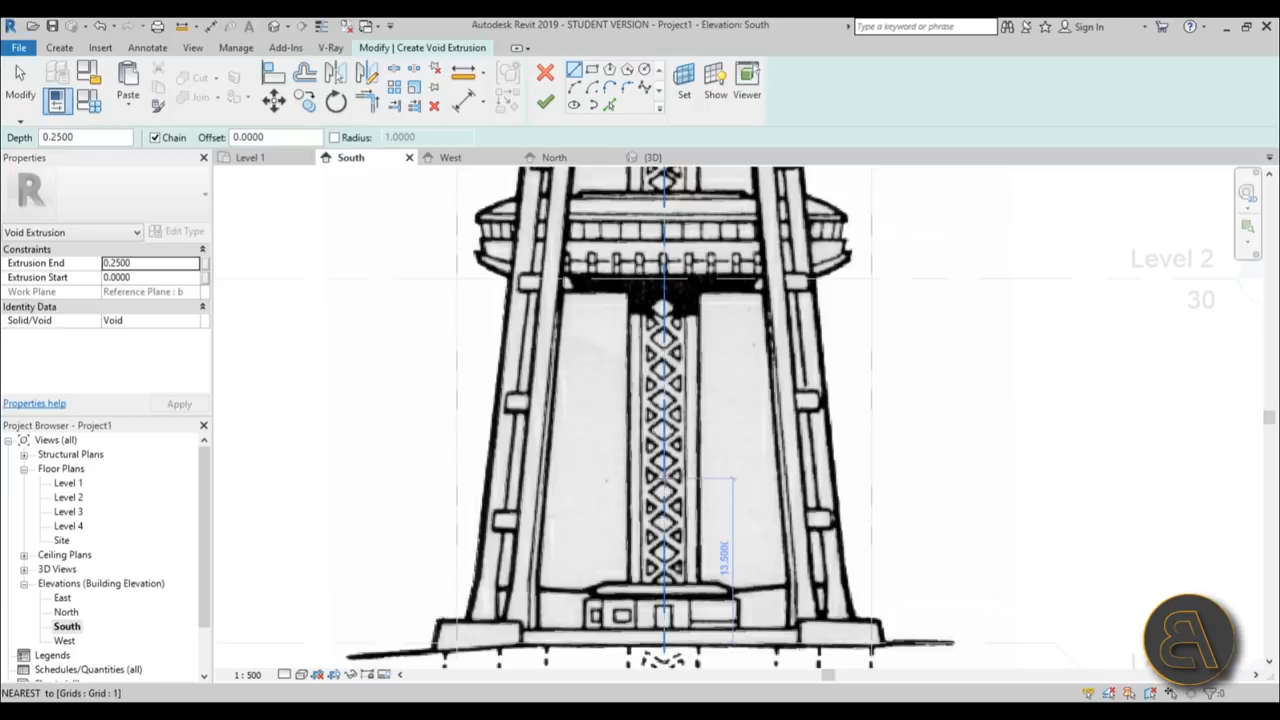 Autodesk Revit 2019 - STUDENT VERSION - Project1 - Elevation: South
Type a keyword or phrase
Sign In
File Create Insert Annotate View Manage Add-Ins V-Ray Modify | Create Void Extrusion
Modify
Paste
Cut
Join
Set Show Viewer
Depth 0.2500 Chain Offset: 0.0000 Radius: 1.0000
Properties
Level 1 South West North (3D)
R
Void Extrusion
Edit Type
Constraints
Extrusion End 0.2500
Extrusion Start 0.0000
Work Plane Reference Plane : b
Identity Data
Solid/Void Void
Properties help
Apply
Project Browser - Project1
Views (all)
Structural Plans
Floor Plans
Level 1
Level 2
Level 3
Level 4
Site
Ceiling Plans
3D Views
Elevations (Building Elevation)
East
North
South
West
Legends
Schedules/Quantities (all)
Level 2
30
1 : 500
NEAREST to [Grids : Grid : 1]
:0